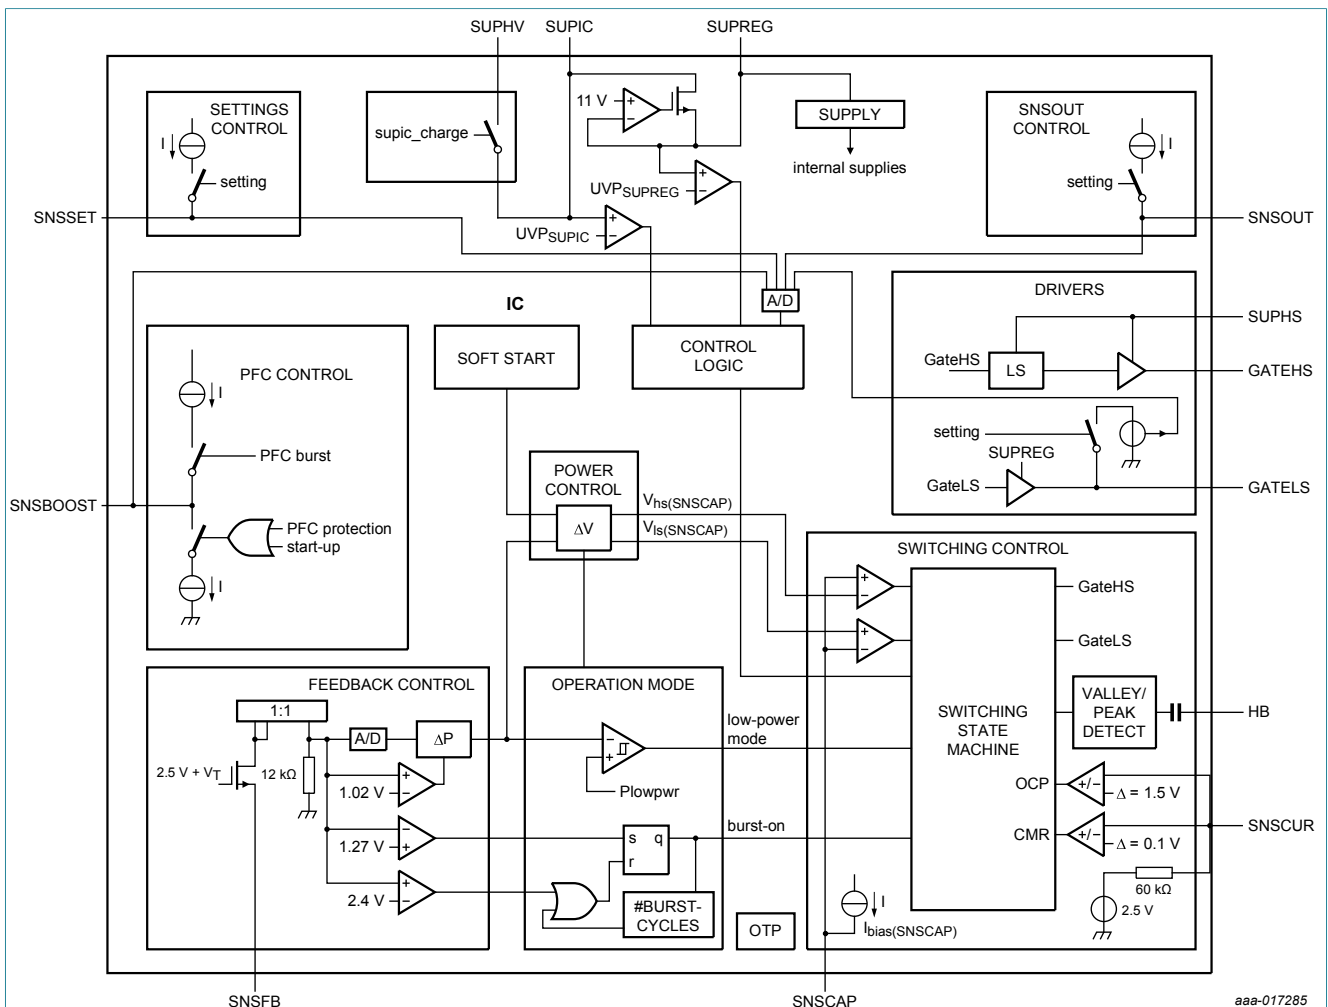 SUPHV
SUPIC
SUPREG
SETTINGS
CONTROL
I
setting
supic_charge
11 V
+
-
SUPPLY
internal supplies
SNSOUT
CONTROL
I
setting
UVPSUPREG
+
-
SNSSET
UVPSUPIC
+
-
SNSOUT
A/D
IC
DRIVERS
SUPHS
SOFT START
CONTROL
LOGIC
GateHS
LS
GATEHS
PFC CONTROL
I
PFC burst
setting
SUPREG
GateLS
GATELS
SNSBOOST
PFC protection
start-up
I
POWER
CONTROL
ΔV
Vhs(SNSCAP)
Vls(SNSCAP)
SWITCHING CONTROL
+
-
GateHS
+
-
GateLS
FEEDBACK CONTROL
1:1
A/D
ΔP
2.5 V + VT
12 kΩ
+
1.02 V
-
-
1.27 V
+
+
2.4 V
-
OPERATION MODE
-
+
Plowpwr
low-power
mode
s
q
r
burst-on
#BURST-
CYCLES
OTP
SWITCHING
STATE
MACHINE
VALLEY/
PEAK
DETECT
HB
OCP
+/-
Δ = 1.5 V
CMR
+/-
Δ = 0.1 V
SNSCUR
60 kΩ
2.5 V
I
Ibias(SNSCAP)
SNSFB
SNSCAP
aaa-017285